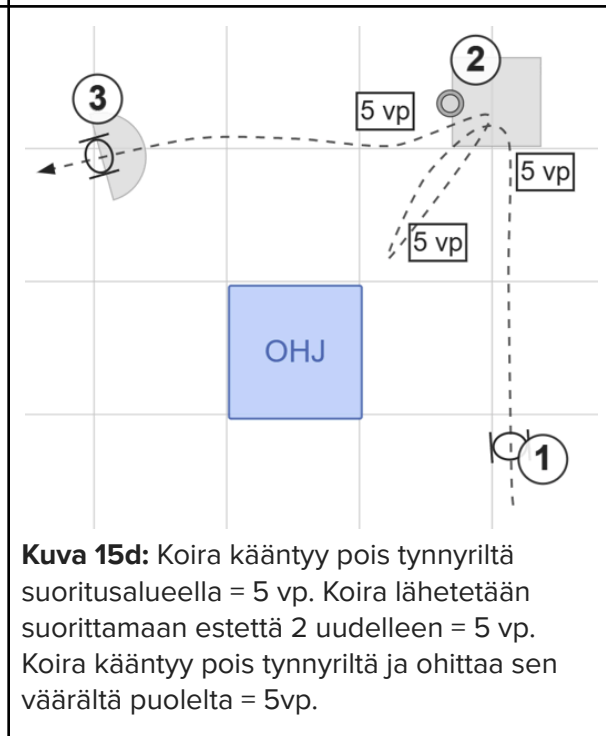 2
3
5 vp
5 vp
5 vp
OHJ
1
Kuva 15d: Koira kääntyy pois tynnyriltä
suoritusalueella = 5 vp. Koira lähetetään
suorittamaan estettä 2 uudelleen = 5 vp.
Koira kääntyy pois tynnyriltä ja ohittaa sen
väärältä puolelta = 5vp.